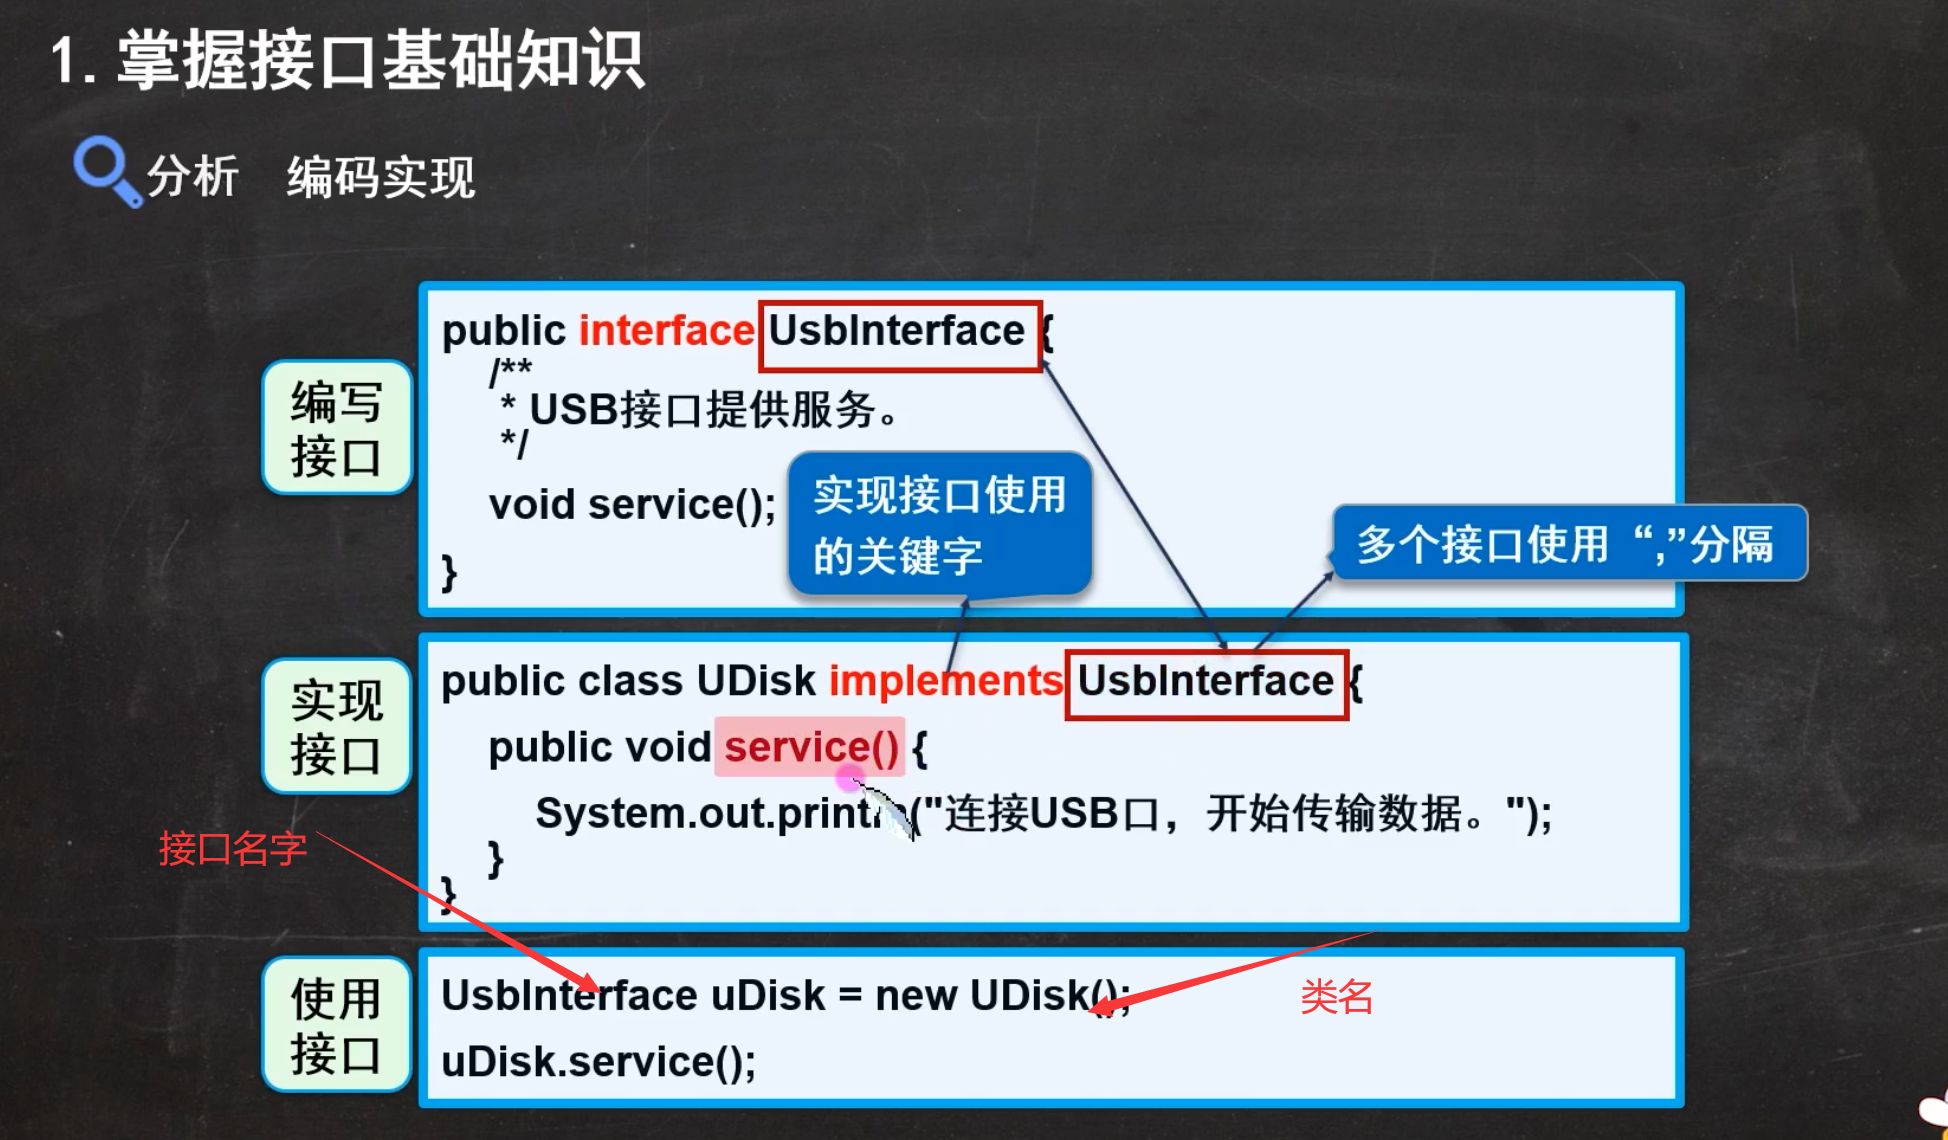 1. 掌握接口基础知识
分析 编码实现
编写
接口
public interface UsbInterface {
/**
* USB接口提供服务。
*/
void service();
}
实现接口使用
的关键字
多个接口使用“,”分隔
实现
接口
public class UDisk implements UsbInterface {
public void service() {
System.out.println("连接USB口，开始传输数据。");
}
}
接口名字
使用
接口
UsbInterface uDisk = new UDisk();
uDisk.service();
类名